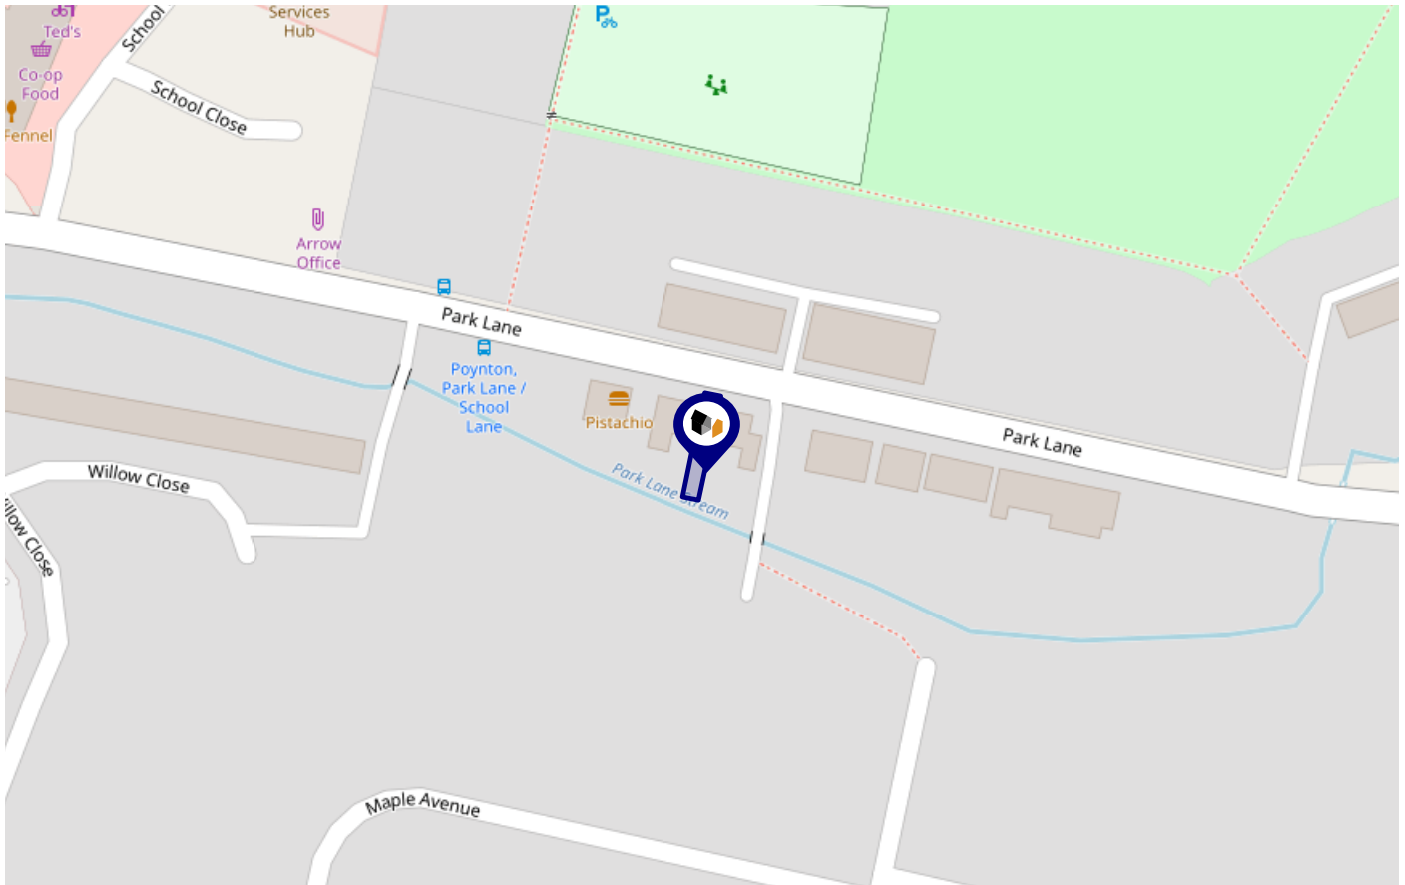 Ted's
Co-op
Food
Fennel
School
School Close
Services
Hub
Arrow
Office
Park Lane
Poynton,
Park Lane /
School
Lane
Pistachio
Park Lane Stream
Park Lane
Willow Close
Willow Close
Maple Avenue